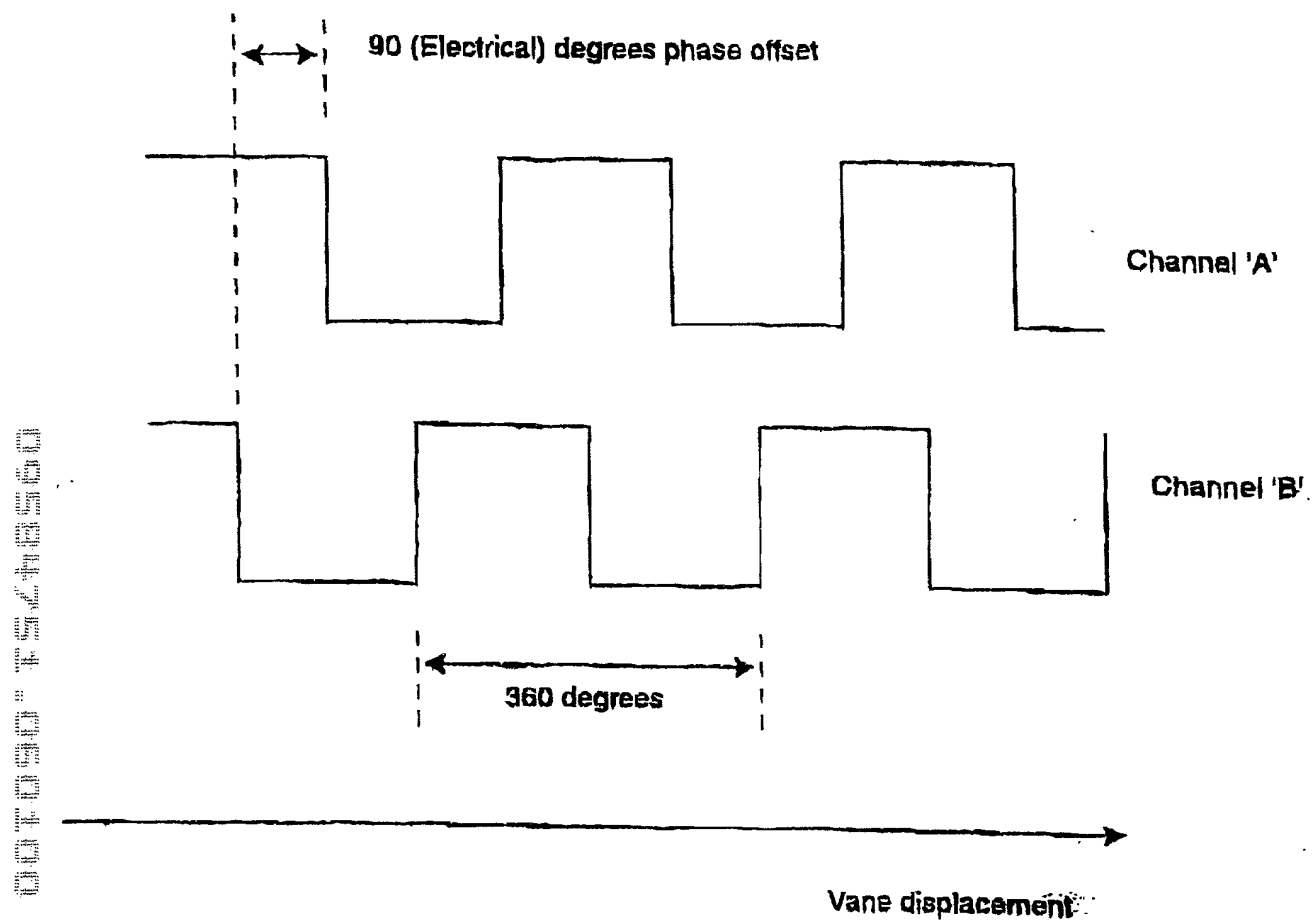 90 (Electrical) degrees phase offset
Channel 'A'
Channel 'B'
360 degrees
Vane displacement